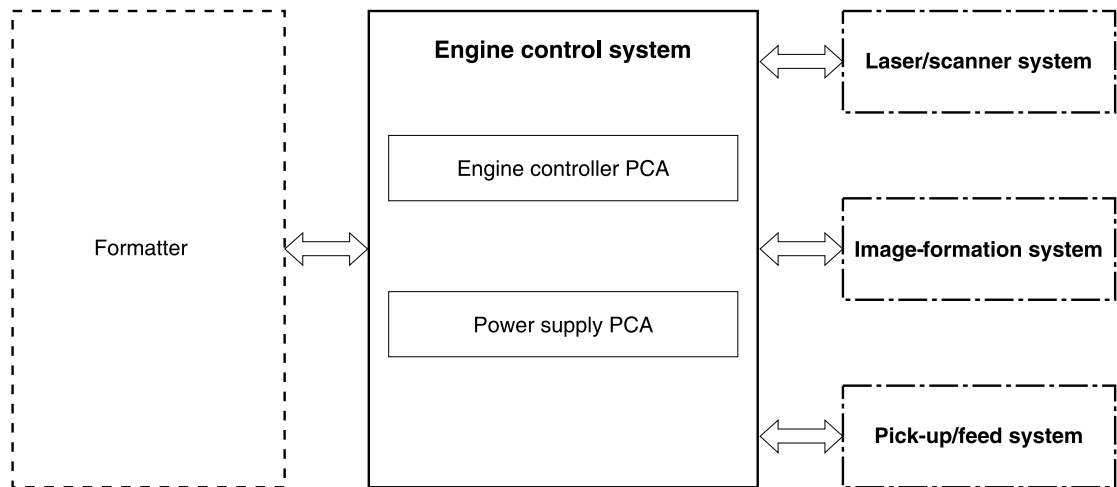 Formatter
Engine control system
Engine controller PCA
Power supply PCA
Laser/scanner system
Image-formation system
Pick-up/feed system